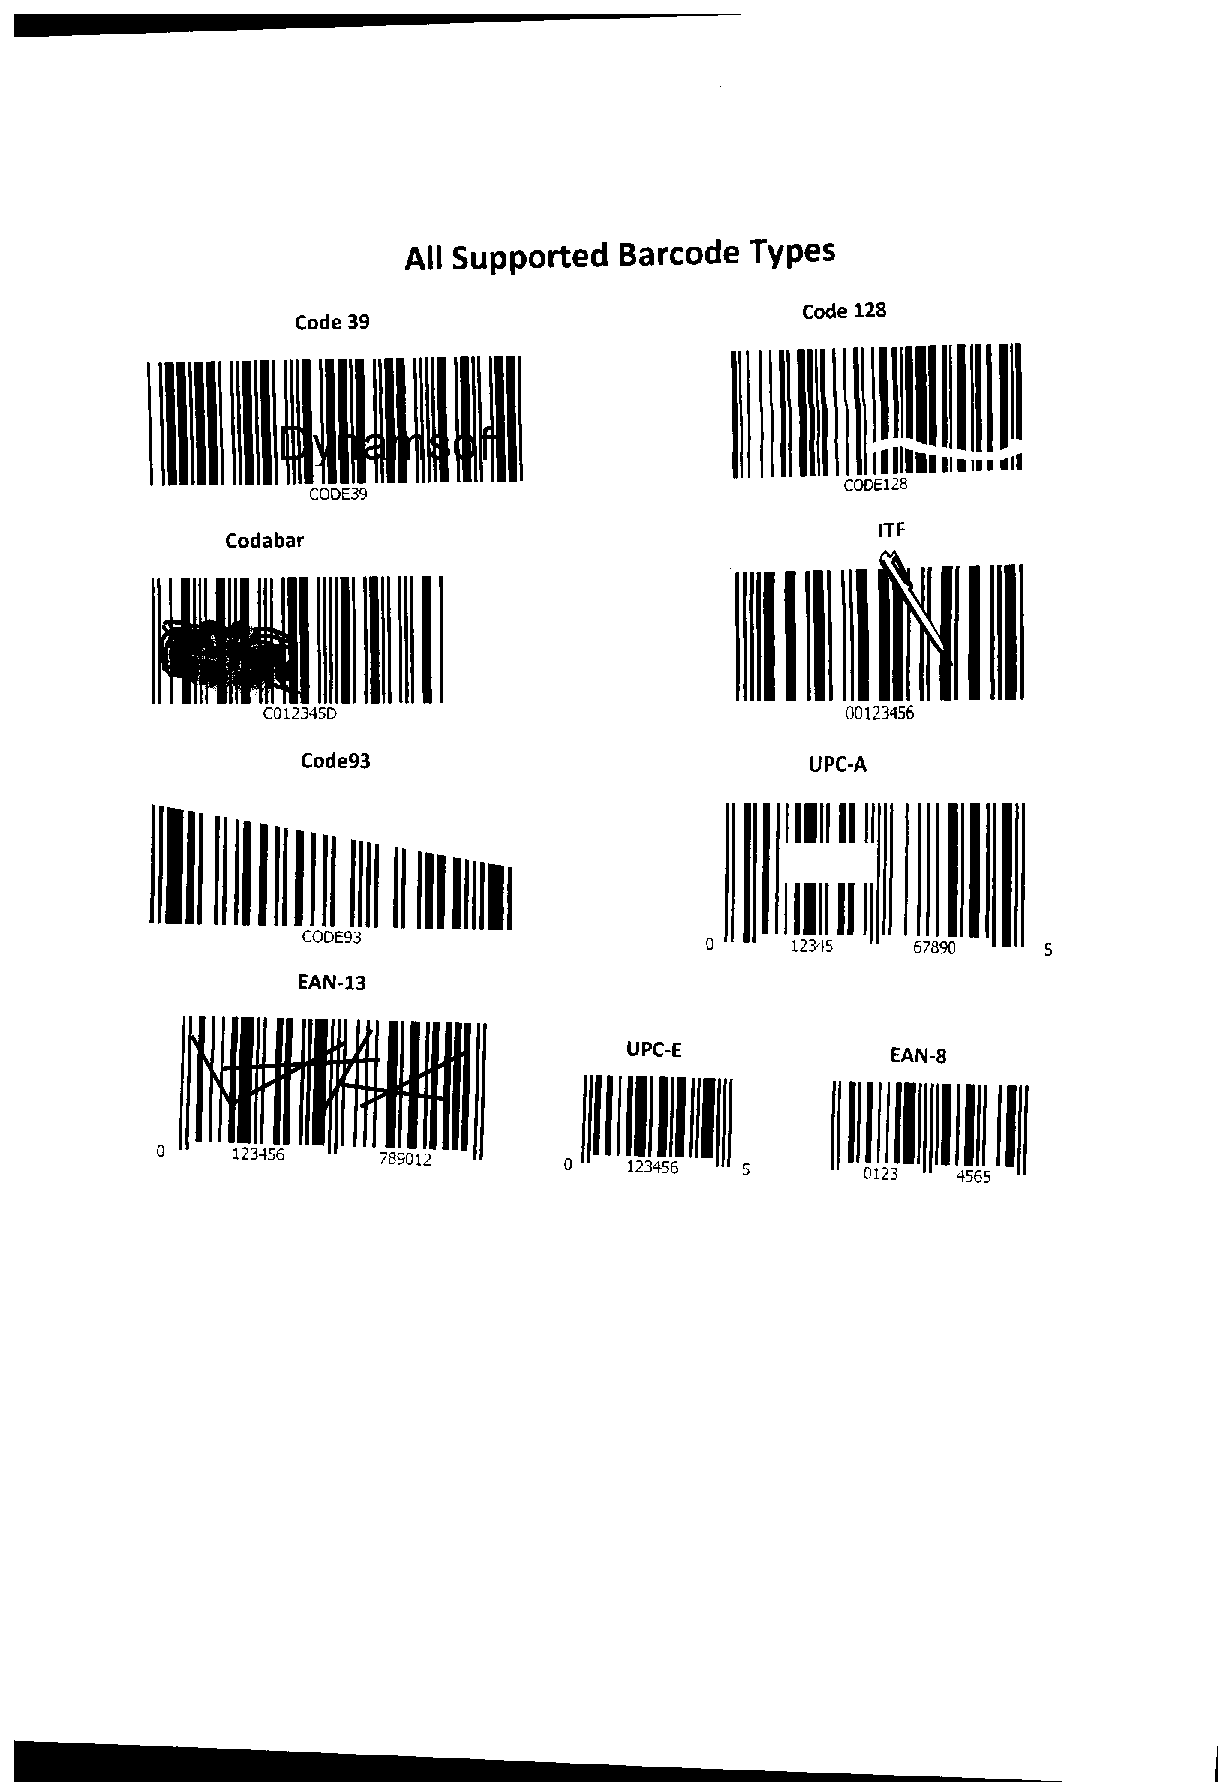 All Supported Barcode Types
Code 39
Code 128
Dynamsof
CODE39
CODE128
Codabar
ITF
C012345D
00123456
Code93
UPC-A
CODE93
0 12345 67890 5
EAN-13
UPC-E
EAN-8
0 123456 789012
0 123456 5
0123 4565